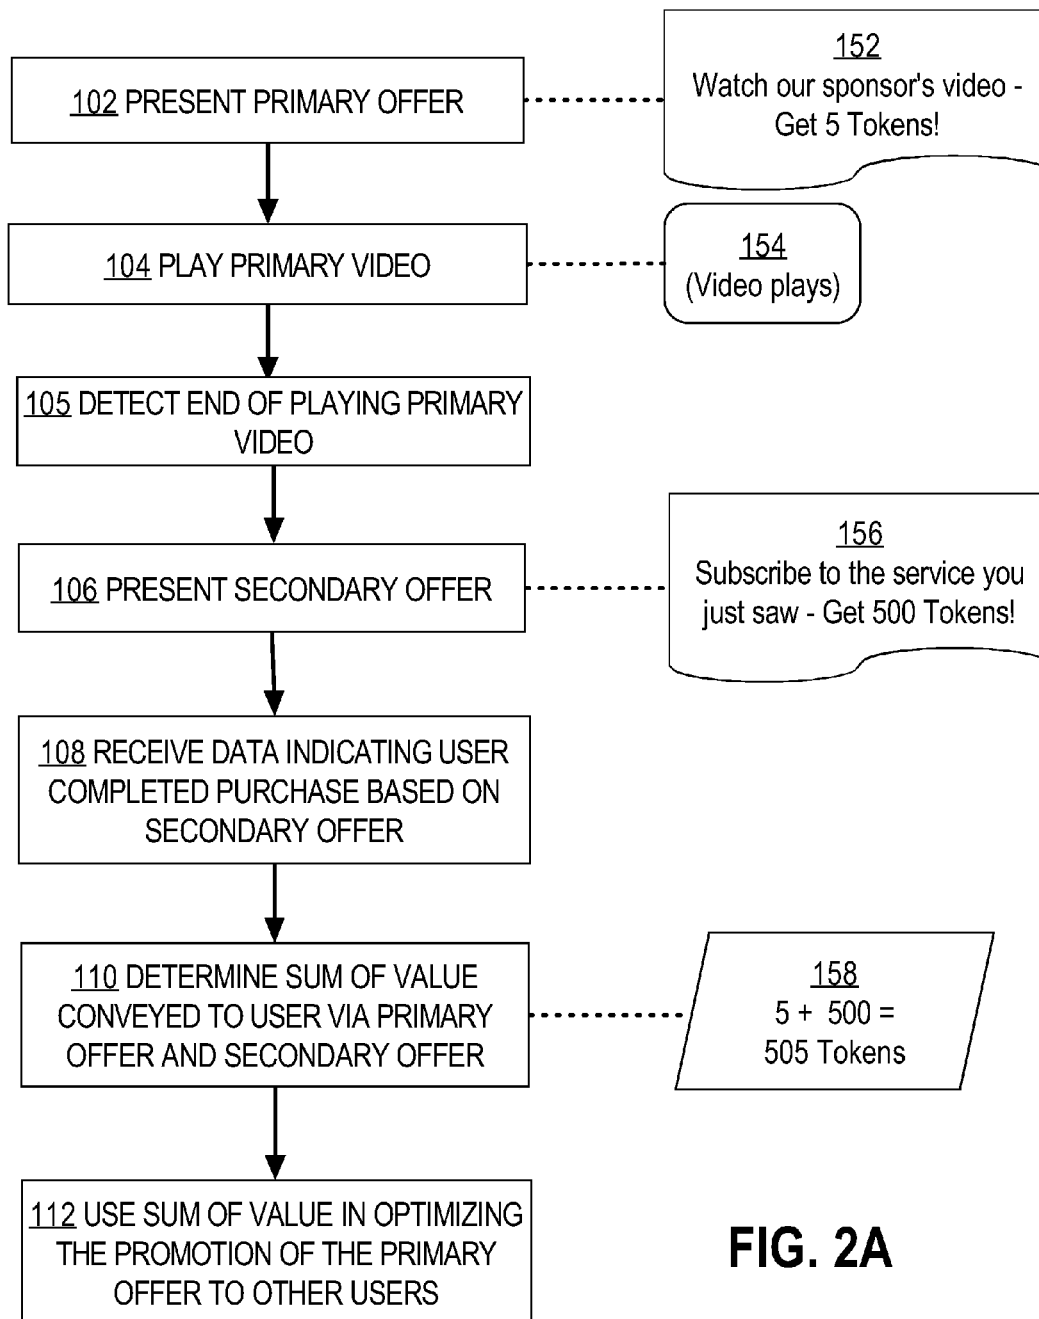 102 PRESENT PRIMARY OFFER
152
Watch our sponsor's video -
Get 5 Tokens!
104 PLAY PRIMARY VIDEO
154
(Video plays)
105 DETECT END OF PLAYING PRIMARY
VIDEO
106 PRESENT SECONDARY OFFER
156
Subscribe to the service you
just saw - Get 500 Tokens!
108 RECEIVE DATA INDICATING USER
COMPLETED PURCHASE BASED ON
SECONDARY OFFER
110 DETERMINE SUM OF VALUE
CONVEYED TO USER VIA PRIMARY
OFFER AND SECONDARY OFFER
158
5 + 500 =
505 Tokens
112 USE SUM OF VALUE IN OPTIMIZING
THE PROMOTION OF THE PRIMARY
OFFER TO OTHER USERS
FIG. 2A